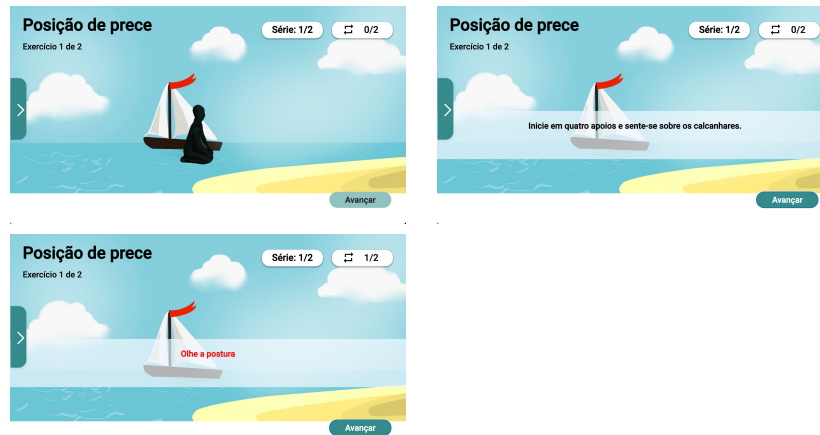 Posição de prece
Série: 1/2
0/2
Exercício 1 de 2
Avançar
Posição de prece
Série: 1/2
0/2
Exercício 1 de 2
Inicie em quatro apoios e sente-se sobre os calcanhares.
Avançar
Posição de prece
Série: 1/2
1/2
Exercício 1 de 2
Olhe a postura
Avançar